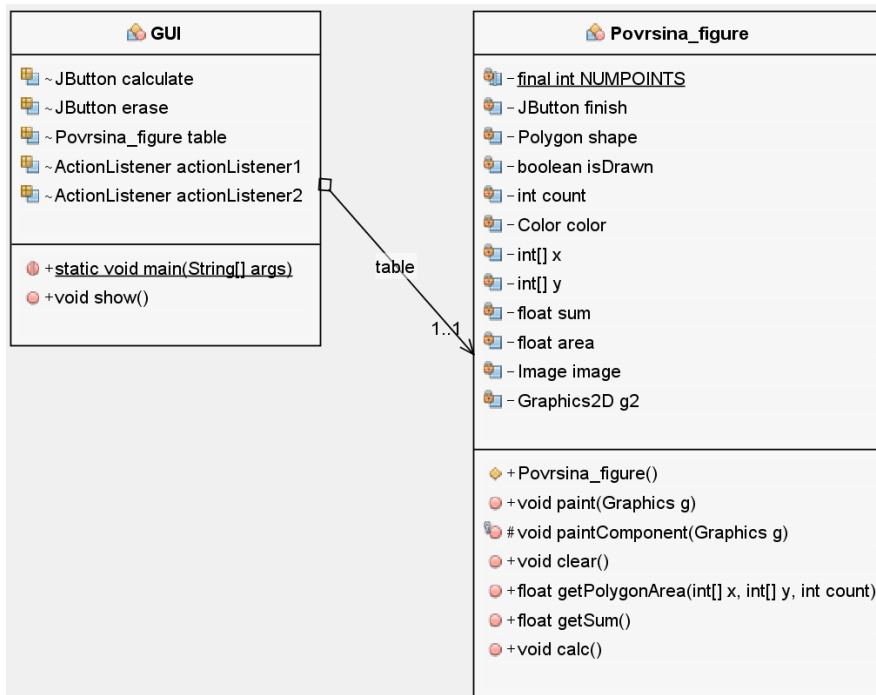 GUI
~JButton calculate
~JButton erase
~Povrsina_figure table
~ActionListener actionListener1
~ActionListener actionListener2
+static void main(String[] args)
+void show()
table
1..1
Povrsina_figure
-final int NUMPOINTS
-JButton finish
-Polygon shape
-boolean isDrawn
-int count
-Color color
-int[] x
-int[] y
-float sum
-float area
-Image image
-Graphics2D g2
+Povrsina_figure()
+void paint(Graphics g)
#void paintComponent(Graphics g)
+void clear()
+float getPolygonArea(int[] x, int[] y, int count)
+float getSum()
+void calc()